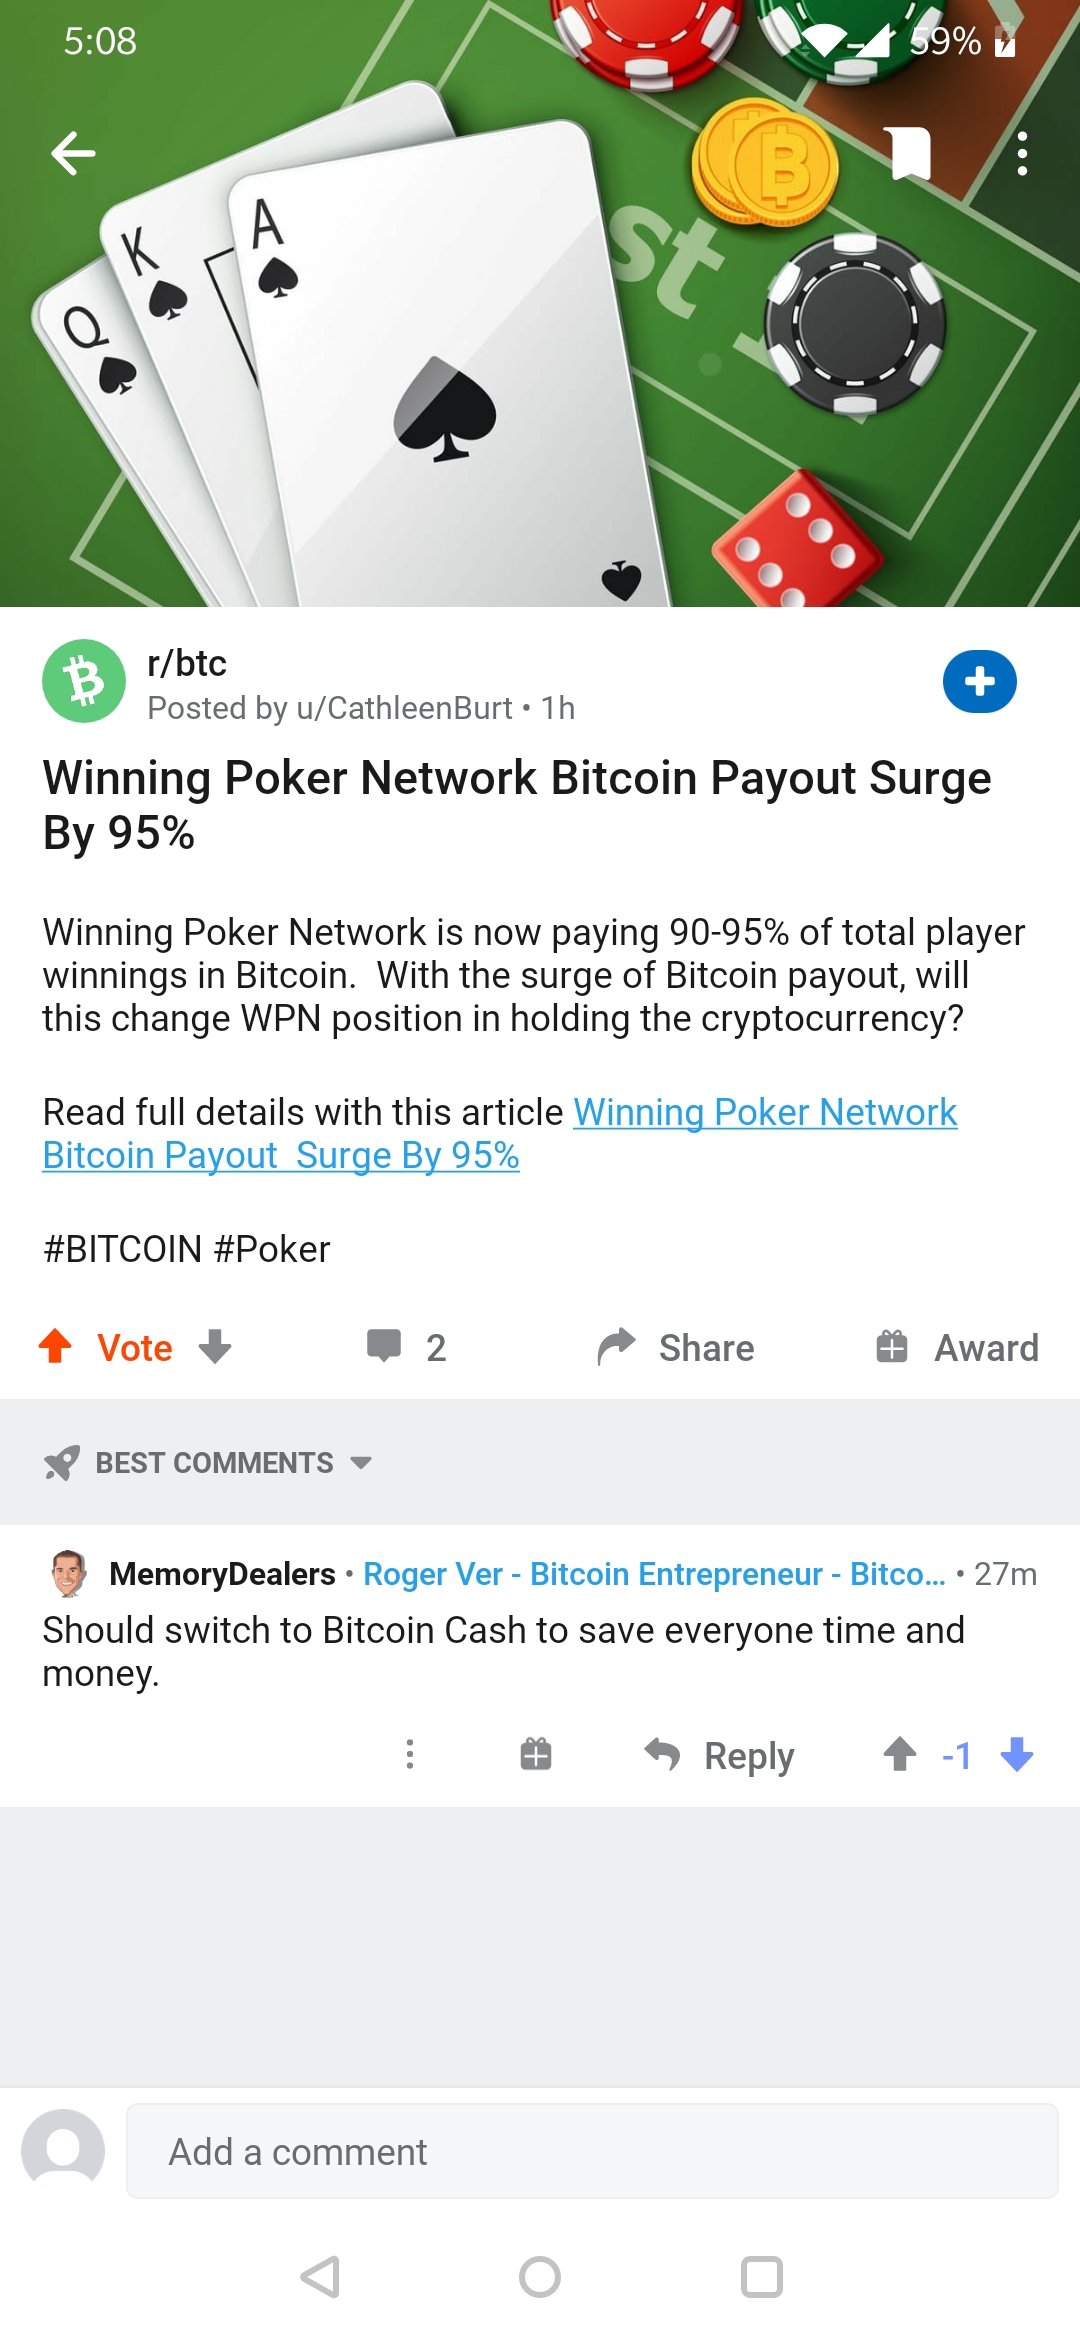 5:08
59%
Q
K
A
st
r/btc
Posted by u/CathleenBurt • 1h
Winning Poker Network Bitcoin Payout Surge
By 95%
Winning Poker Network is now paying 90-95% of total player
winnings in Bitcoin.  With the surge of Bitcoin payout, will
this change WPN position in holding the cryptocurrency?
Read full details with this article Winning Poker Network
Bitcoin Payout  Surge By 95%
#BITCOIN #Poker
Vote
2
Share
Award
BEST COMMENTS
MemoryDealers • Roger Ver - Bitcoin Entrepreneur - Bitco... • 27m
Should switch to Bitcoin Cash to save everyone time and
money.
Reply
-1
Add a comment